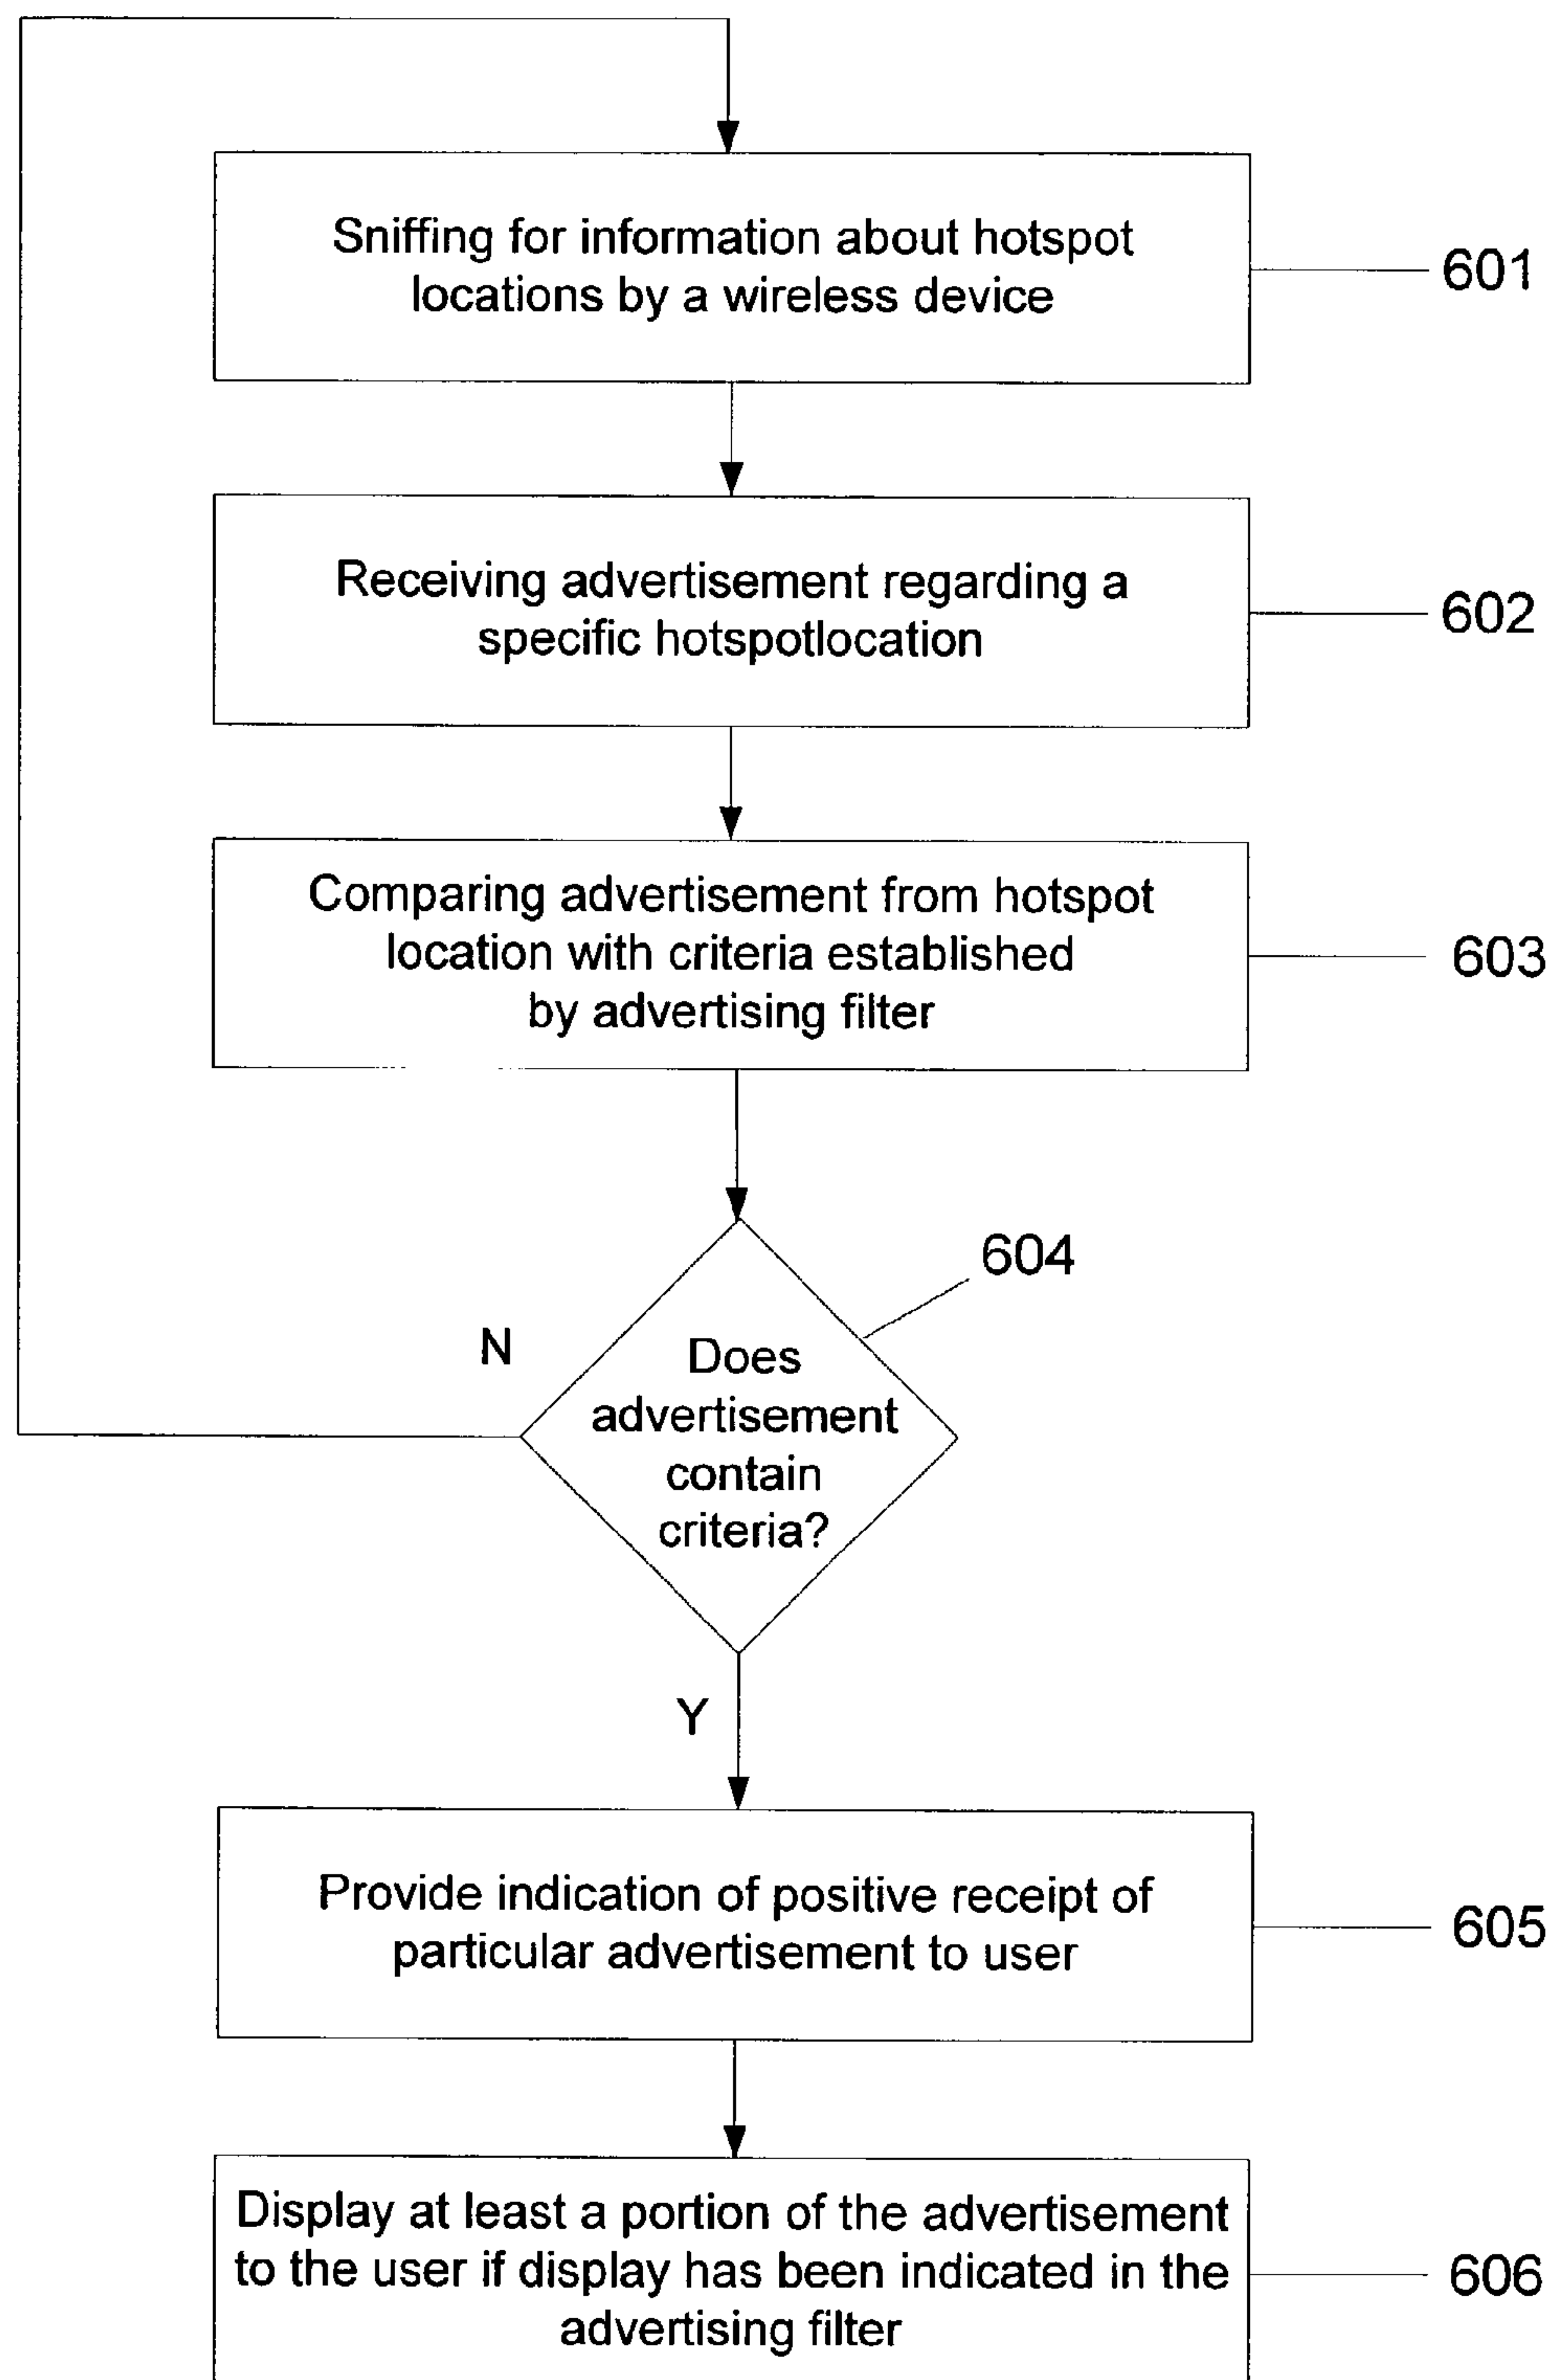 Sniffing for information about hotspot
locations by a wireless device
601
Receiving advertisement regarding a
specific hotspotlocation
602
Comparing advertisement from hotspot
location with criteria established
by advertising filter
603
604
Does
advertisement
contain
criteria?
N
Y
Provide indication of positive receipt of
particular advertisement to user
605
Display at least a portion of the advertisement
to the user if display has been indicated in the
advertising filter
606